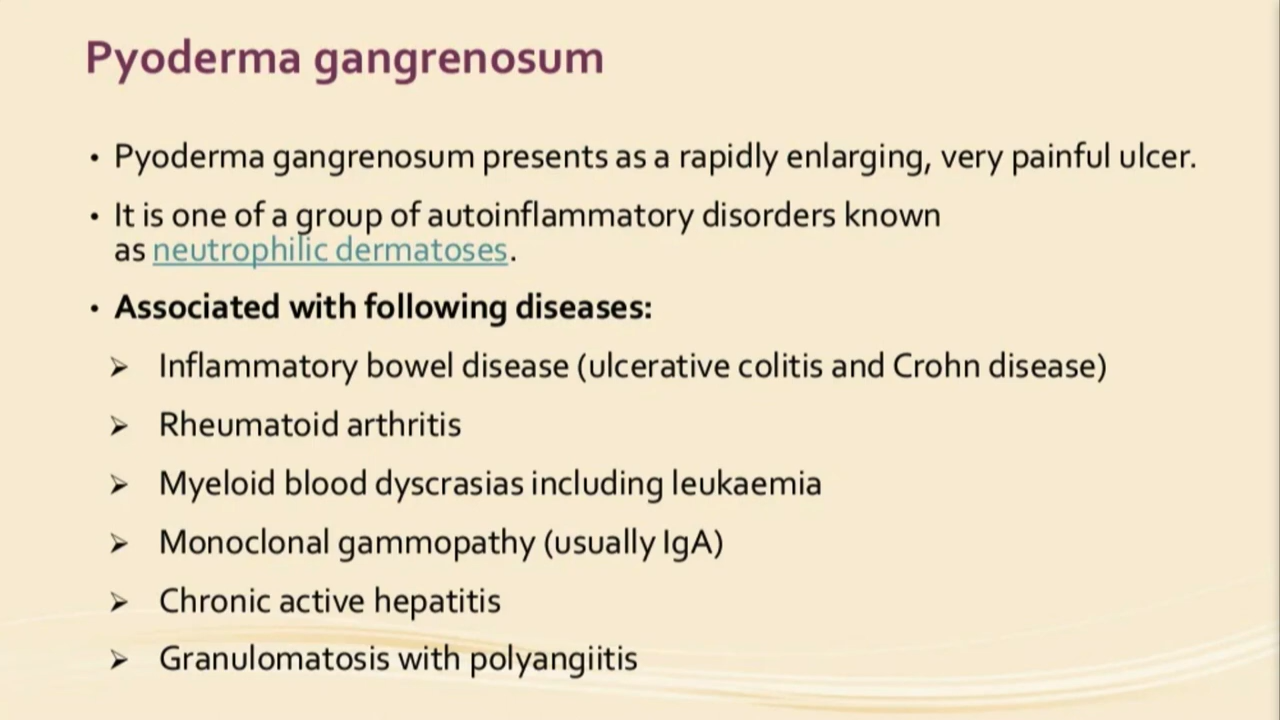 Pyoderma gangrenosum
• Pyoderma gangrenosum presents as a rapidly enlarging, very painful ulcer.
• It is one of a group of autoinflammatory disorders known
as neutrophilic dermatoses.
• Associated with following diseases:
➢ Inflammatory bowel disease (ulcerative colitis and Crohn disease)
➢ Rheumatoid arthritis
➢ Myeloid blood dyscrasias including leukaemia
➢ Monoclonal gammopathy (usually IgA)
➢ Chronic active hepatitis
➢ Granulomatosis with polyangiitis